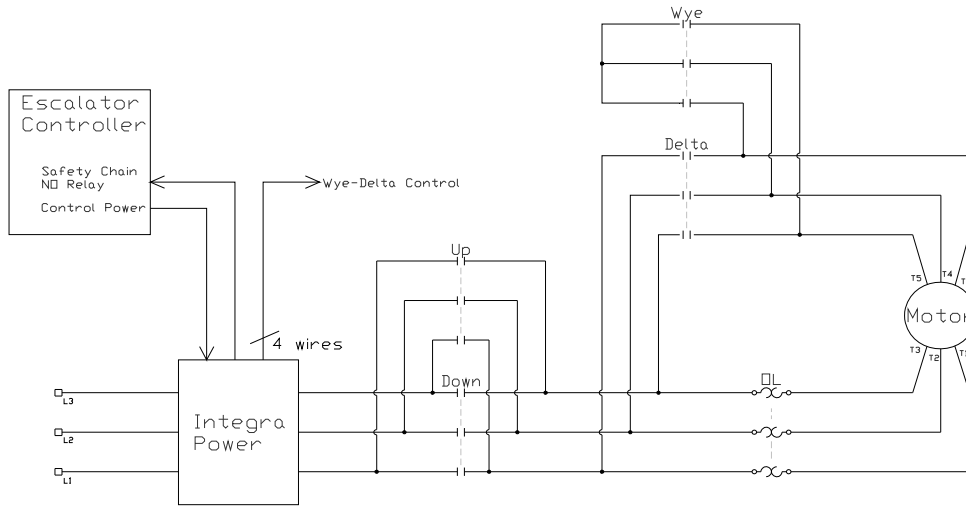 Wye
Escalator
Controller
Safety Chain
NO Relay
Control Power
Delta
Wye-Delta Control
Up
4 wires
T5
T4
Motor
T3
T2
Down
OL
Integra
Power
L3
L2
L1